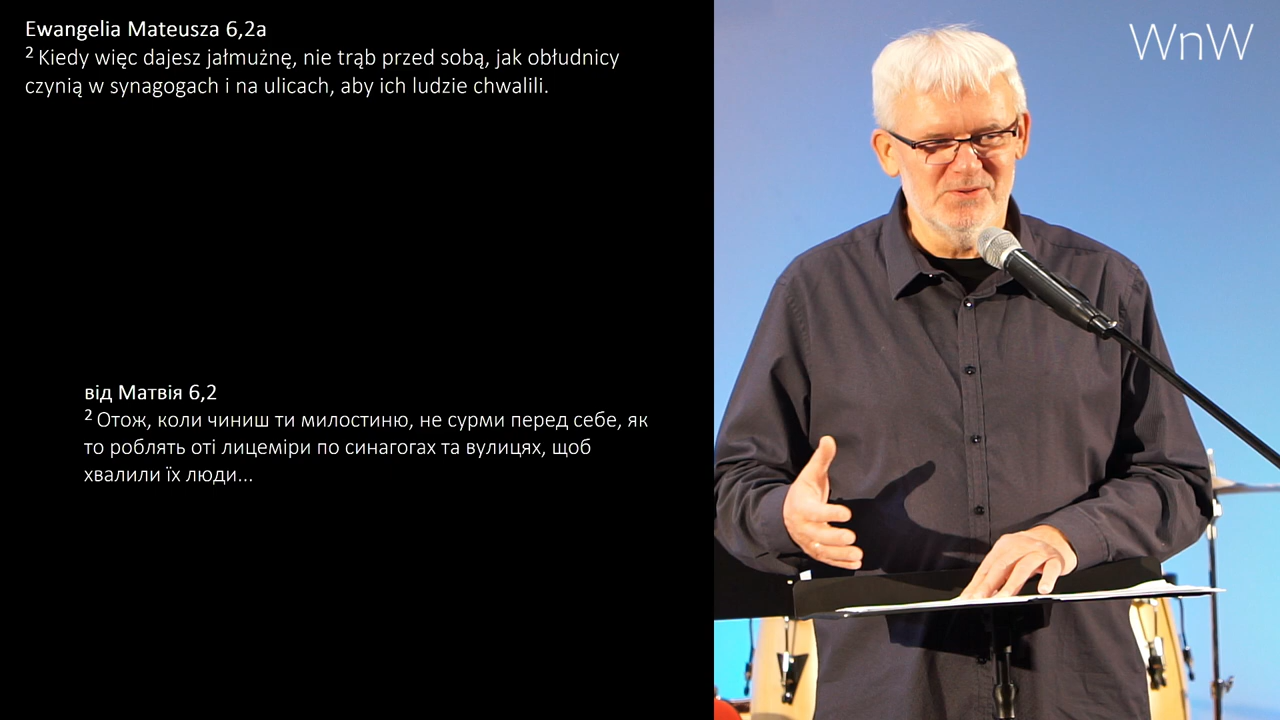 Ewangelia Mateusza 6,2a
2 Kiedy więc dajesz jałmużnę, nie trąb przed sobą, jak obłudnicy
czynią w synagogach i na ulicach, aby ich ludzie chwalili.
від Матвія 6,2
2 Отож, коли чиниш ти милостиню, не сурми перед себе, як
то роблять оті лицеміри по синагогах та вулицях, щоб
хвалили їх люди...
WnW